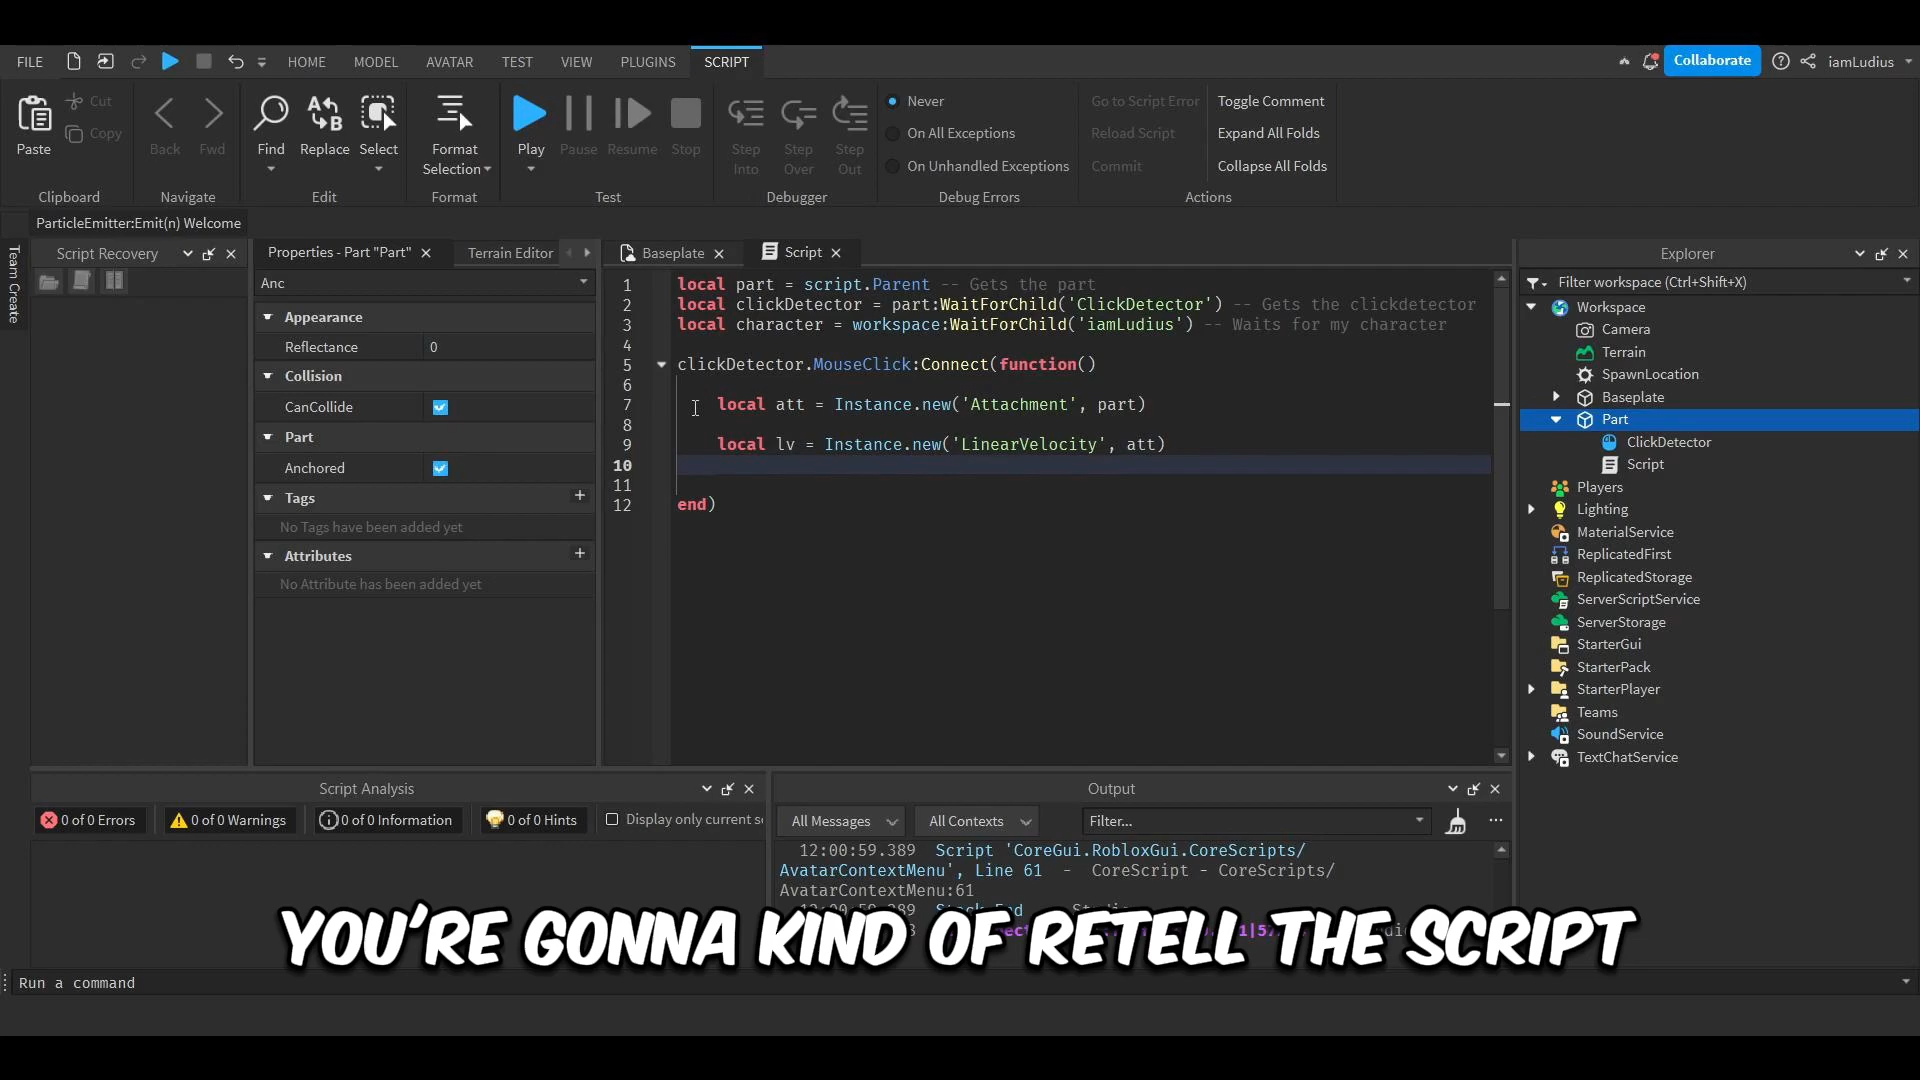 FILE
HOME
MODEL
AVATAR
TEST
VIEW
PLUGINS
SCRIPT
Collaborate
iamLudius
Paste
Cut
Copy
Clipboard
Back
Fwd
Navigate
Find
Replace
Select
Edit
Format
Selection
Format
Play
Pause
Resume
Stop
Test
Step
Into
Step
Over
Step
Out
Debugger
Never
On All Exceptions
On Unhandled Exceptions
Debug Errors
Go to Script Error
Reload Script
Commit
Toggle Comment
Expand All Folds
Collapse All Folds
Actions
ParticleEmitter:Emit(n) Welcome
Team Create
Script Recovery
Properties - Part "Part"
Terrain Editor
Anc
Appearance
Reflectance 0
Collision
CanCollide
Part
Anchored
Tags
No Tags have been added yet
Attributes
No Attribute has been added yet
Baseplate
Script
1 local part = script.Parent -- Gets the part
2 local clickDetector = part:WaitForChild('ClickDetector') -- Gets the clickdetector
3 local character = workspace:WaitForChild('iamLudius') -- Waits for my character
4
5 clickDetector.MouseClick:Connect(function()
6
7 local att = Instance.new('Attachment', part)
8
9 local lv = Instance.new('LinearVelocity', att)
10
11
12 end)
Explorer
Filter workspace (Ctrl+Shift+X)
Workspace
Camera
Terrain
SpawnLocation
Baseplate
Part
ClickDetector
Script
Players
Lighting
MaterialService
ReplicatedFirst
ReplicatedStorage
ServerScriptService
ServerStorage
StarterGui
StarterPack
StarterPlayer
Teams
SoundService
TextChatService
Script Analysis
0 of 0 Errors
0 of 0 Warnings
0 of 0 Information
0 of 0 Hints
Display only current s
Output
All Messages
All Contexts
Filter...
12:00:59.389 Script 'CoreGui.RobloxGui.CoreScripts/
AvatarContextMenu', Line 61 - CoreScript - CoreScripts/
AvatarContextMenu:61
YOU'RE GONNA KIND OF RETELL THE SCRIPT
Run a command